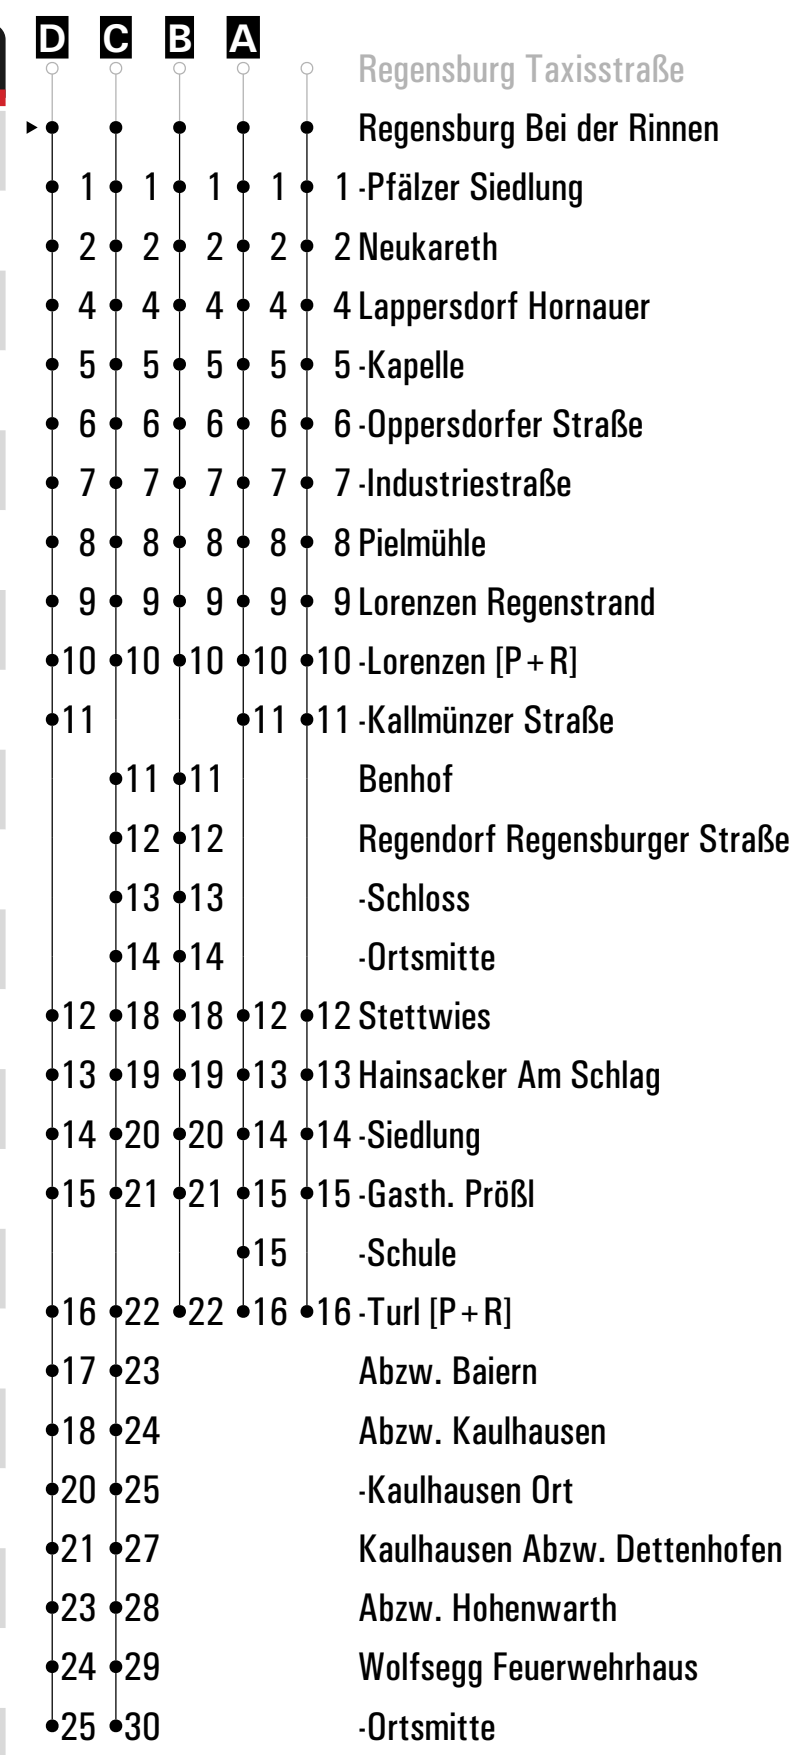 D C B A
Regensburg Taxisstraße
Regensburg Bei der Rinnen
1 1 1 1 1 -Pfälzer Siedlung
2 2 2 2 2 Neukareth
4 4 4 4 4 Lappersdorf Hornauer
5 5 5 5 5 -Kapelle
6 6 6 6 6 -Oppersdorfer Straße
7 7 7 7 7 -Industriestraße
8 8 8 8 8 Pielmühle
9 9 9 9 9 Lorenzen Regenstrand
10 10 10 10 10 -Lorenzen [P+R]
11 11 11 -Kallmünzer Straße
11 11 Benhof
12 12 Regendorf Regensburger Straße
13 13 -Schloss
14 14 -Ortsmitte
12 18 18 12 12 Stettwies
13 19 19 13 13 Hainsacker Am Schlag
14 20 20 14 14 -Siedlung
15 21 21 15 15 -Gasth. Prößl
15 -Schule
16 22 22 16 16 -Turl [P+R]
17 23 Abzw. Baiern
18 24 Abzw. Kaulhausen
20 25 -Kaulhausen Ort
21 27 Kaulhausen Abzw. Dettenhofen
23 28 Abzw. Hohenwarth
24 29 Wolfsegg Feuerwehrhaus
25 30 -Ortsmitte